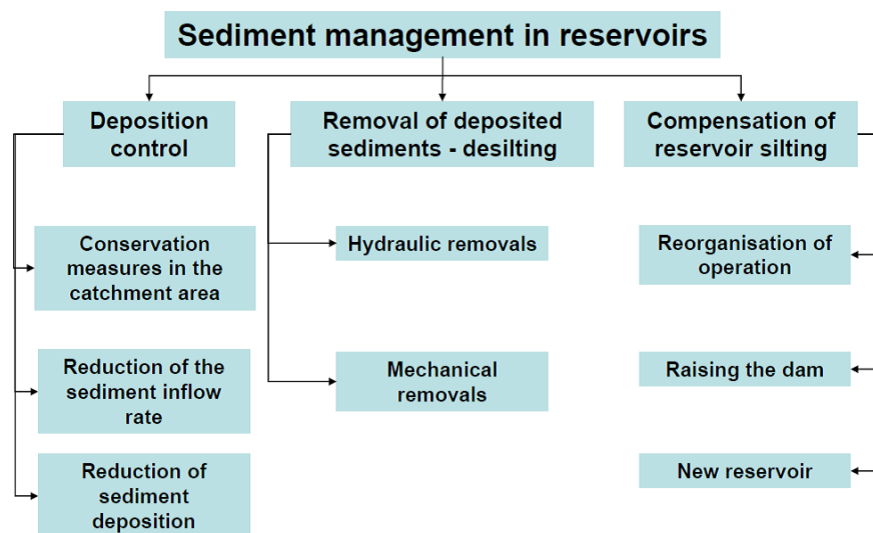 Sediment management in reservoirs
Deposition
control
Removal of deposited
sediments - desilting
Compensation of
reservoir silting
Conservation
measures in the
catchment area
Hydraulic removals
Reorganisation of
operation
Reduction of the
sediment inflow
rate
Mechanical
removals
Raising the dam
Reduction of
sediment
deposition
New reservoir